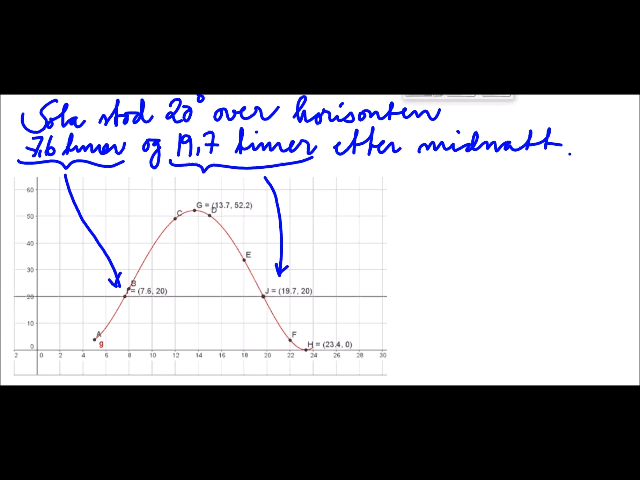 Sola stod 20° over horisonten
7,6 timer og 19,7 timer etter midnatt.
60
G = (13.7, 52.2)
C D
50
40
E
30
B
I = (7.6, 20) J = (19.7, 20)
20
10
A F
g H = (23.4, 0)
0
2 0 2 4 6 8 10 12 14 16 18 20 22 24 26 28 30